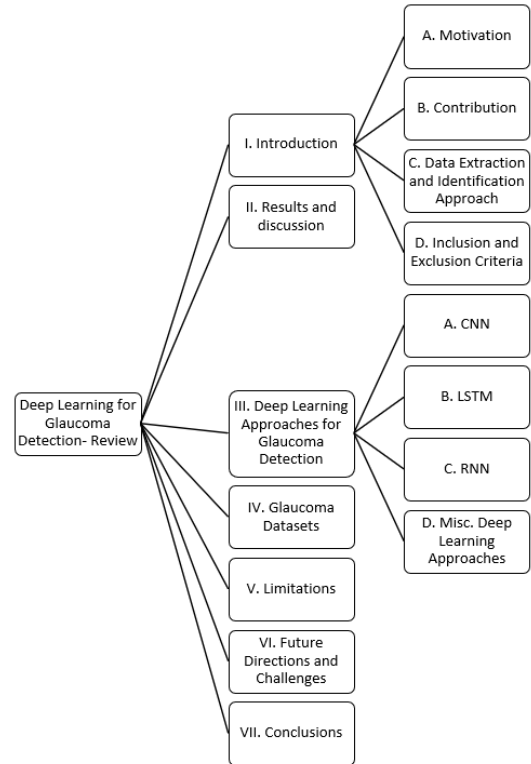 Deep Learning for
Glaucoma
Detection- Review
I. Introduction
A. Motivation
B. Contribution
C. Data Extraction
and Identification
Approach
D. Inclusion and
Exclusion Criteria
II. Results and
discussion
III. Deep Learning
Approaches for
Glaucoma
Detection
A. CNN
B. LSTM
C. RNN
D. Misc. Deep
Learning
Approaches
IV. Glaucoma
Datasets
V. Limitations
VI. Future
Directions and
Challenges
VII. Conclusions